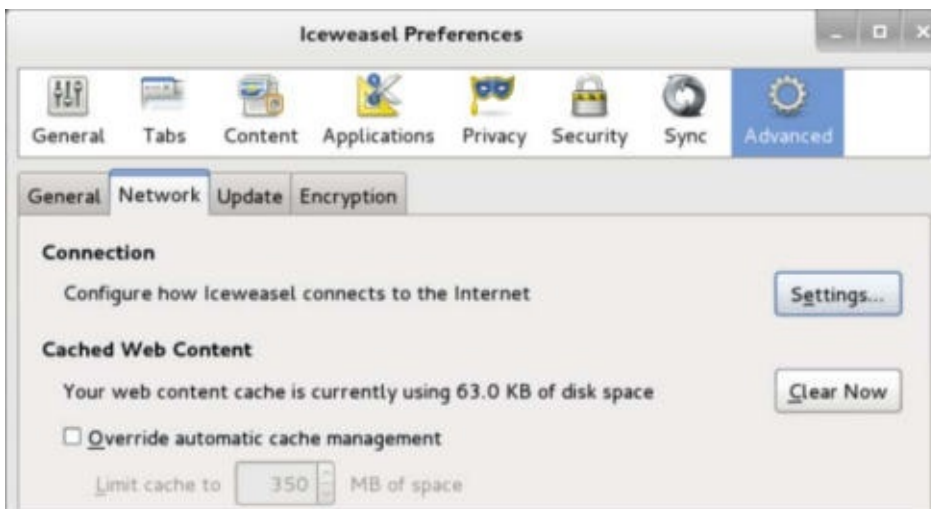 Iceweasel Preferences
General Tabs Content Applications Privacy Security Sync Advanced
General Network Update Encryption
Connection
Configure how Iceweasel connects to the Internet
Settings...
Cached Web Content
Your web content cache is currently using 63.0 KB of disk space
Clear Now
Override automatic cache management
Limit cache to 350 MB of space